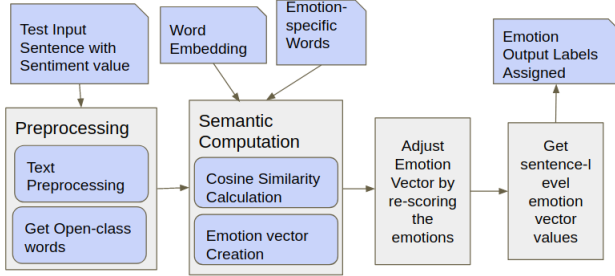 Test Input
Sentence with
Sentiment value
Word
Embedding
Emotion-
specific
Words
Emotion
Output Labels
Assigned
Preprocessing
Text
Preprocessing
Get Open-class
words
Semantic
Computation
Cosine Similarity
Calculation
Emotion vector
Creation
Adjust
Emotion
Vector by
re-scoring
the
emotions
Get
sentence-l
evel
emotion
vector
values